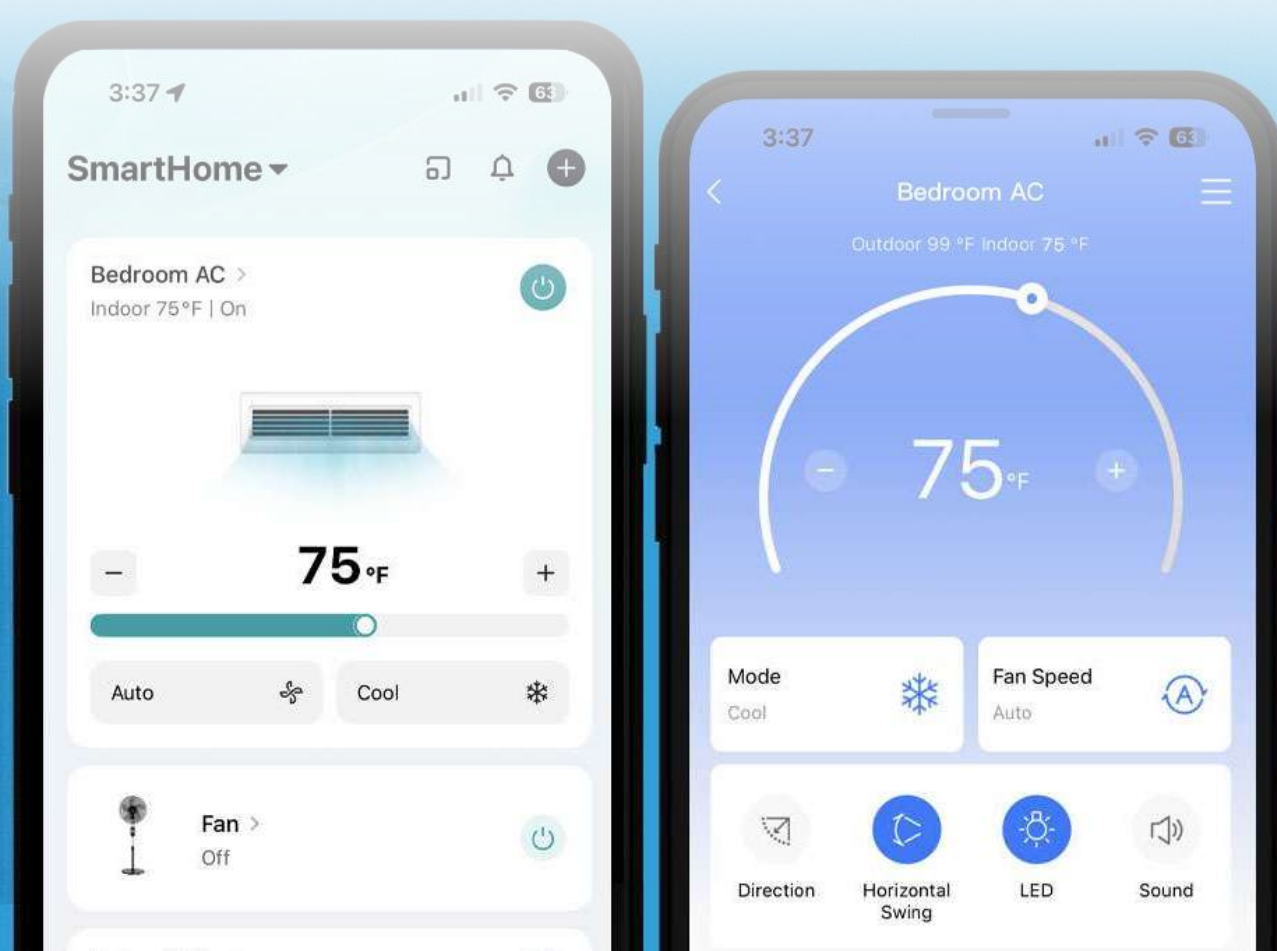 3:37
63
SmartHome
Bedroom AC
Indoor 75°F | On
75 °F
Auto
Cool
Fan
Off
3:37
63
Bedroom AC
Outdoor 99 °F Indoor 75 °F
75 °F
Mode
Cool
Fan Speed
Auto
A
Direction
Horizontal
Swing
LED
Sound